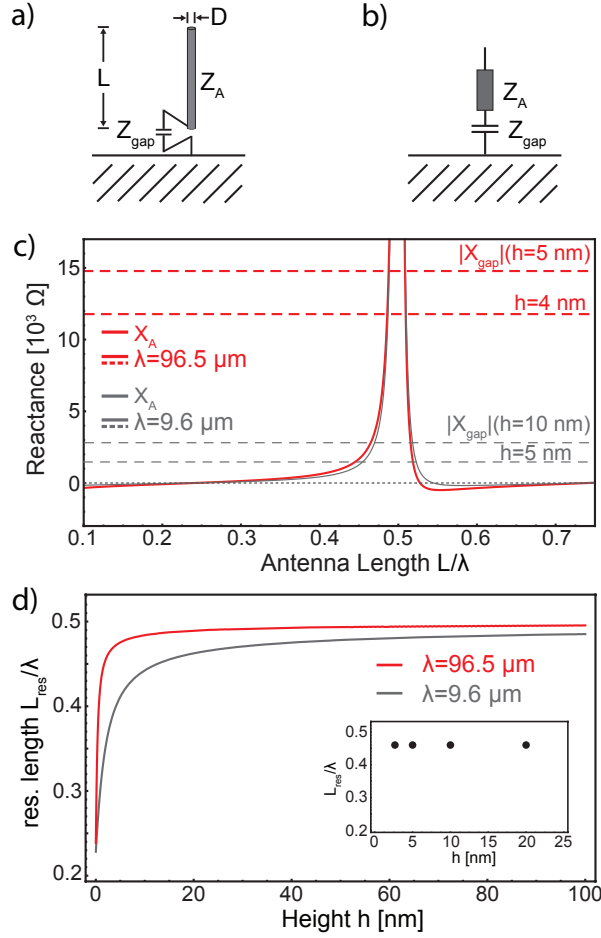 a)
D
L
Z_A
Z_gap
b)
Z_A
Z_gap
c)
Reactance [10³ Ω]
15
10
5
0
|X_gap|(h=5 nm)
h=4 nm
X_A
λ=96.5 μm
X_A
λ=9.6 μm
|X_gap|(h=10 nm)
h=5 nm
0.1 0.2 0.3 0.4 0.5 0.6 0.7
Antenna Length L/λ
d)
res. length L_res/λ
0.5
0.4
0.3
0.2
λ=96.5 μm
λ=9.6 μm
L_res/λ
0.5
0.4
0.3
0.2
0 5 10 15 20 25
h [nm]
0 20 40 60 80 100
Height h [nm]